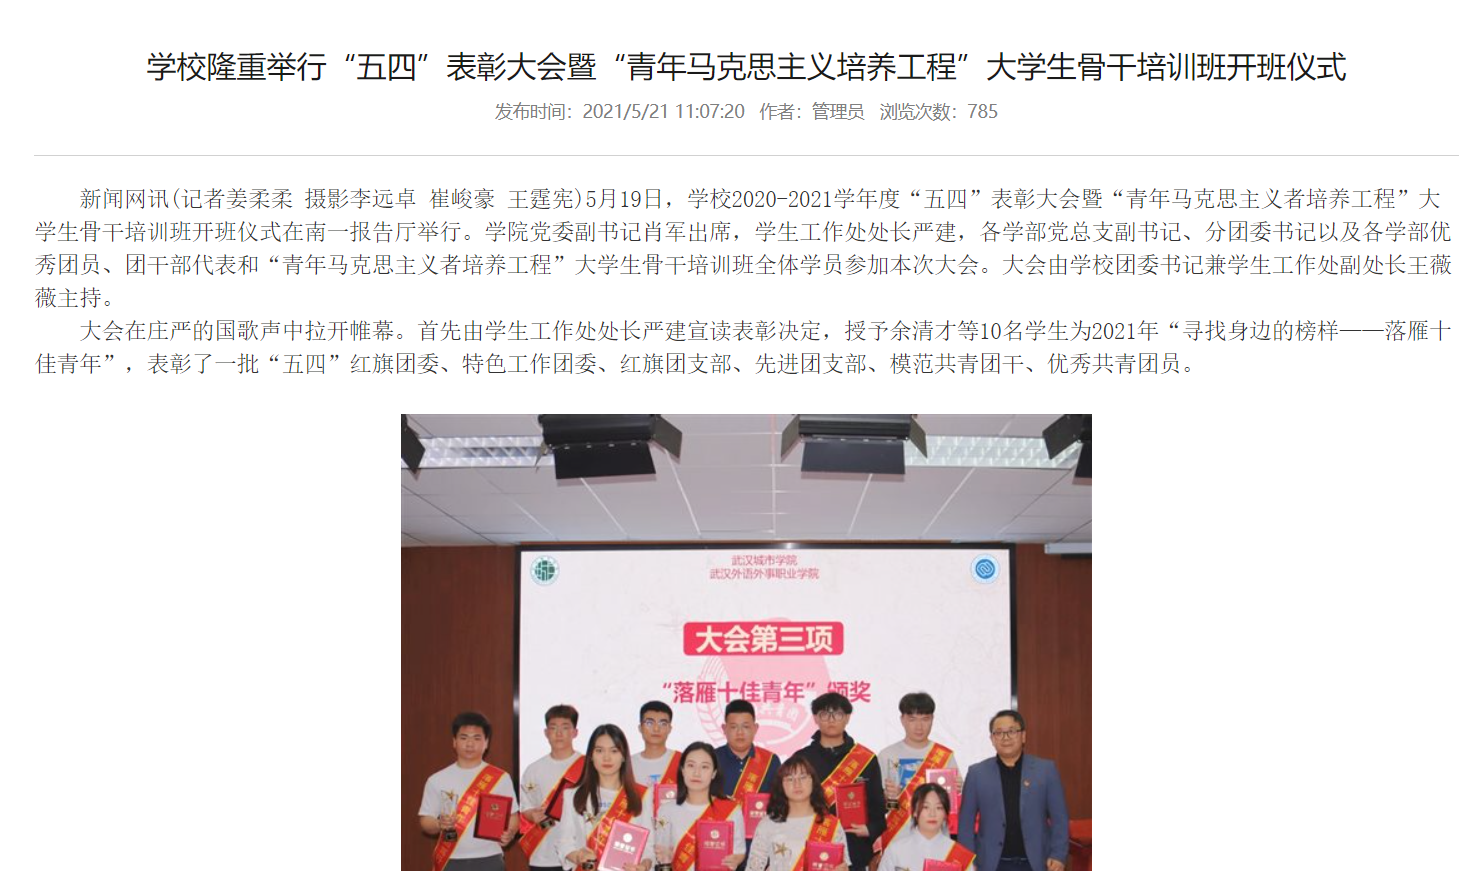 学校隆重举行“五四”表彰大会暨“青年马克思主义培养工程”大学生骨干培训班开班仪式
发布时间：2021/5/21 11:07:20 作者：管理员 浏览次数：785
新闻网讯(记者姜柔柔 摄影李远卓 崔峻豪 王霆宪)5月19日，学校2020-2021学年度“五四”表彰大会暨“青年马克思主义者培养工程”大
学生骨干培训班开班仪式在南一报告厅举行。学院党委副书记肖军出席，学生工作处处长严建，各学部党总支副书记、分团委书记以及各学部优
秀团员、团干部代表和“青年马克思主义者培养工程”大学生骨干培训班全体学员参加本次大会。大会由学校团委书记兼学生工作处副处长王薇
薇主持。
大会在庄严的国歌声中拉开帷幕。首先由学生工作处处长严建宣读表彰决定，授予余清才等10名学生为2021年“寻找身边的榜样——落雁十
佳青年”，表彰了一批“五四”红旗团委、特色工作团委、红旗团支部、先进团支部、模范共青团干、优秀共青团员。
武汉城市学院
武汉外语外事职业学院
大会第三项
“落雁十佳青年”颁奖